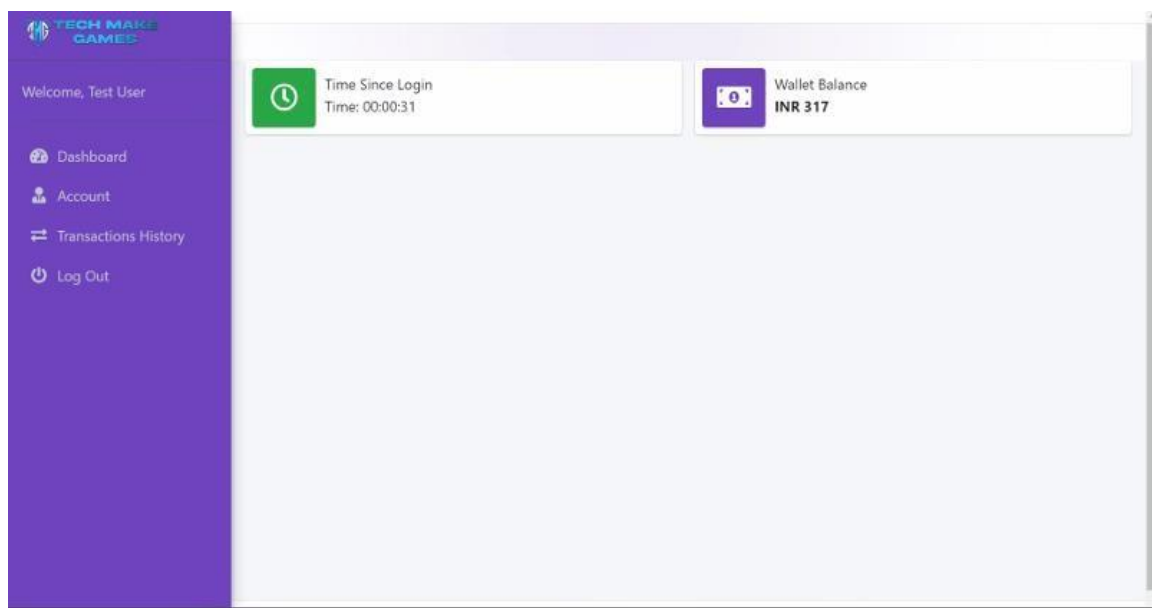 TECH MAKE
GAMES
Welcome, Test User
Dashboard
Account
Transactions History
Log Out
Time Since Login
Time: 00:00:31
Wallet Balance
INR 317